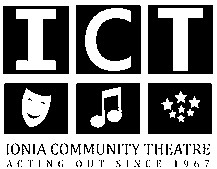 ICT
IONIA COMMUNITY THEATRE
ACTING OUT SINCE 1967